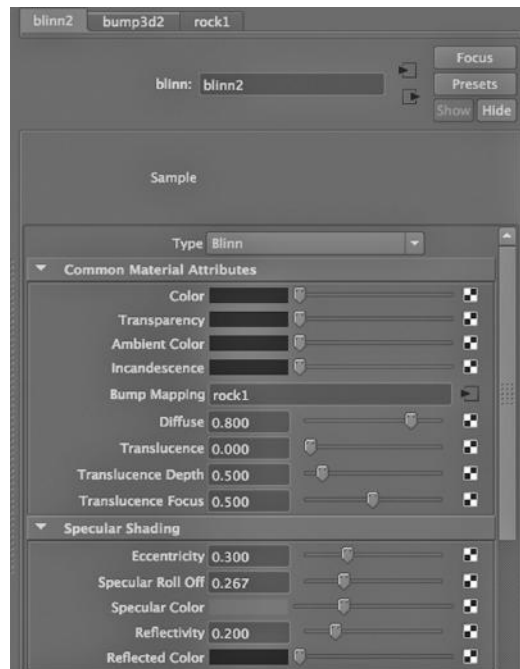 blinn2 bump3d2 rock1
Focus
blinn: blinn2
Presets
Show Hide
Sample
Type Blinn
Common Material Attributes
Color
Transparency
Ambient Color
Incandescence
Bump Mapping rock1
Diffuse 0.800
Translucence 0.000
Translucence Depth 0.500
Translucence Focus 0.500
Specular Shading
Eccentricity 0.300
Specular Roll Off 0.267
Specular Color
Reflectivity 0.200
Reflected Color